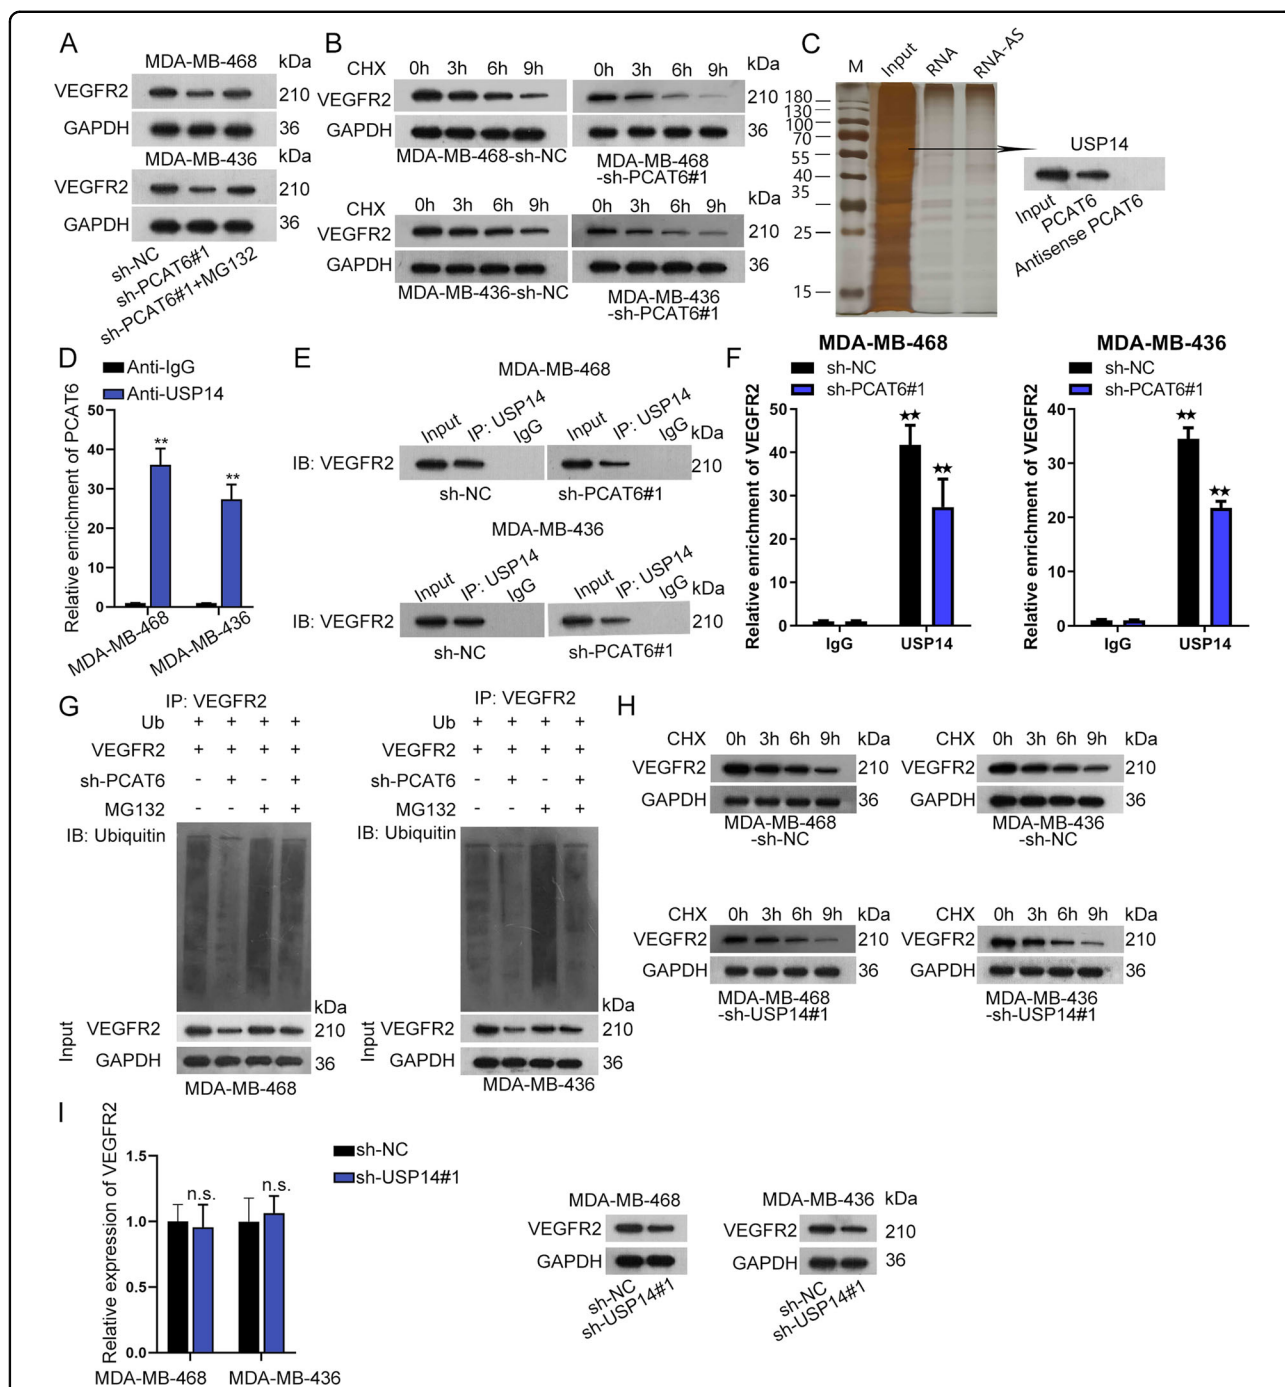 A
MDA-MB-468 kDa
VEGFR2 210
GAPDH 36
MDA-MB-436 kDa
VEGFR2 210
GAPDH 36
sh-NC
sh-PCAT6#1
sh-PCAT6#1+MG132
B
CHX 0h 3h 6h 9h 0h 3h 6h 9h kDa
VEGFR2 210
GAPDH 36
MDA-MB-468-sh-NC MDA-MB-468
-sh-PCAT6#1
CHX 0h 3h 6h 9h 0h 3h 6h 9h kDa
VEGFR2 210
GAPDH 36
MDA-MB-436-sh-NC MDA-MB-436
-sh-PCAT6#1
C
M Input RNA RNA-AS
180
130
100
70
55
40
35
25
15
USP14
Input
PCAT6
Antisense PCAT6
D
Anti-IgG
Anti-USP14
Relative enrichment of PCAT6
50
40
30
20
10
0
** **
MDA-MB-468 MDA-MB-436
E
MDA-MB-468
Input IP: USP14 IgG Input IP: USP14 IgG kDa
IB: VEGFR2 210
sh-NC sh-PCAT6#1
MDA-MB-436
Input IP: USP14 IgG Input IP: USP14 IgG kDa
IB: VEGFR2 210
sh-NC sh-PCAT6#1
F
MDA-MB-468
sh-NC
sh-PCAT6#1
Relative enrichment of VEGFR2
50
40
30
20
10
0
★★ ★★
IgG USP14
MDA-MB-436
sh-NC
sh-PCAT6#1
Relative enrichment of VEGFR2
40
30
20
10
0
★★ ★★
IgG USP14
G
IP: VEGFR2
Ub + + + +
VEGFR2 + + + +
sh-PCAT6 - + - +
MG132 - - + +
IB: Ubiquitin
kDa
Input
VEGFR2 210
GAPDH 36
MDA-MB-468
IP: VEGFR2
Ub + + + +
VEGFR2 + + + +
sh-PCAT6 - + - +
MG132 - - + +
IB: Ubiquitin
kDa
Input
VEGFR2 210
GAPDH 36
MDA-MB-436
H
CHX 0h 3h 6h 9h kDa
VEGFR2 210
GAPDH 36
MDA-MB-468
-sh-NC
CHX 0h 3h 6h 9h kDa
VEGFR2 210
GAPDH 36
MDA-MB-436
-sh-NC
CHX 0h 3h 6h 9h kDa
VEGFR2 210
GAPDH 36
MDA-MB-468
-sh-USP14#1
CHX 0h 3h 6h 9h kDa
VEGFR2 210
GAPDH 36
MDA-MB-436
-sh-USP14#1
I
Relative expression of VEGFR2
1.5
1.0
0.5
0.0
n.s. n.s.
MDA-MB-468 MDA-MB-436
sh-NC
sh-USP14#1
MDA-MB-468
VEGFR2
GAPDH
sh-NC
sh-USP14#1
MDA-MB-436 kDa
VEGFR2 210
GAPDH 36
sh-NC
sh-USP14#1